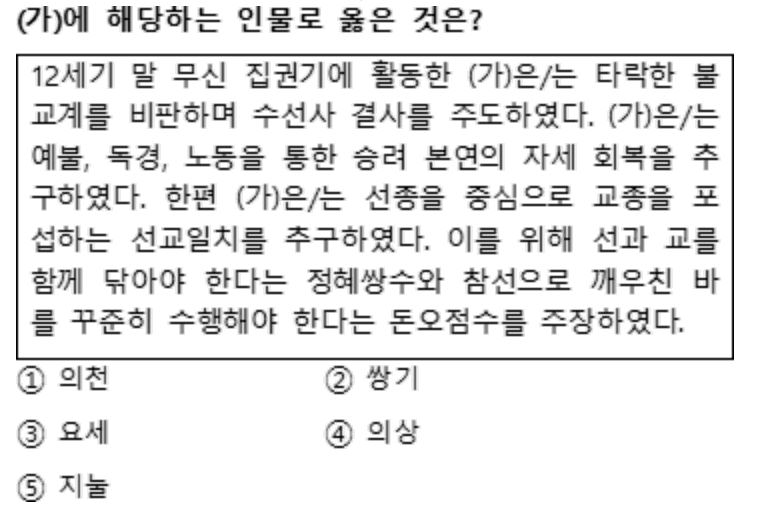 (가)에 해당하는 인물로 옳은 것은?
12세기 말 무신 집권기에 활동한 (가)은/는 타락한 불
교계를 비판하며 수선사 결사를 주도하였다. (가)은/는
예불, 독경, 노동을 통한 승려 본연의 자세 회복을 추
구하였다. 한편 (가)은/는 선종을 중심으로 교종을 포
섭하는 선교일치를 추구하였다. 이를 위해 선과 교를
함께 닦아야 한다는 정혜쌍수와 참선으로 깨우친 바
를 꾸준히 수행해야 한다는 돈오점수를 주장하였다.
① 의천 ② 쌍기
③ 요세 ④ 의상
⑤ 지눌